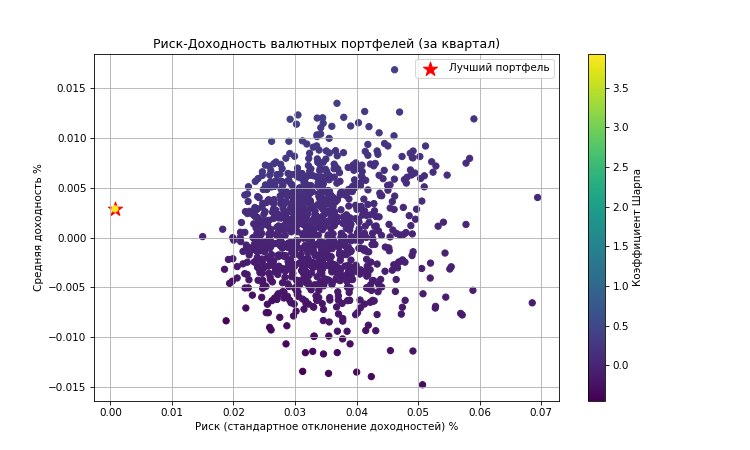 Риск-Доходность валютных портфелей (за квартал)
Лучший портфель
Средняя доходность %
0.015
0.010
0.005
0.000
−0.005
−0.010
−0.015
0.00 0.01 0.02 0.03 0.04 0.05 0.06 0.07
Риск (стандартное отклонение доходностей) %
3.5
3.0
2.5
2.0
1.5
1.0
0.5
0.0
Коэффициент Шарпа